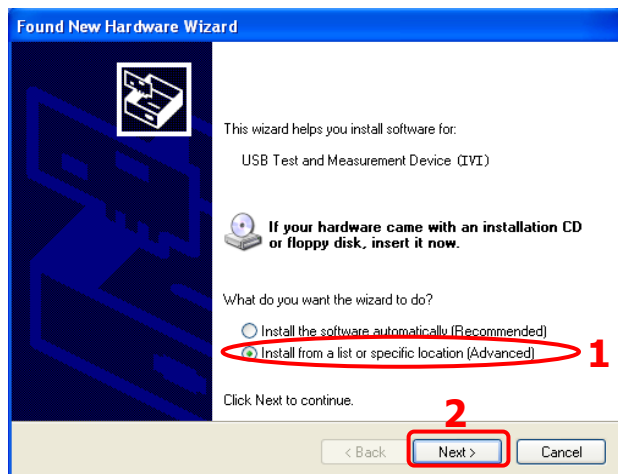 Found New Hardware Wizard
This wizard helps you install software for:
USB Test and Measurement Device (IVI)
If your hardware came with an installation CD
or floppy disk, insert it now.
What do you want the wizard to do?
Install the software automatically (Recommended)
Install from a list or specific location (Advanced)
1
Click Next to continue.
2
< Back
Next >
Cancel